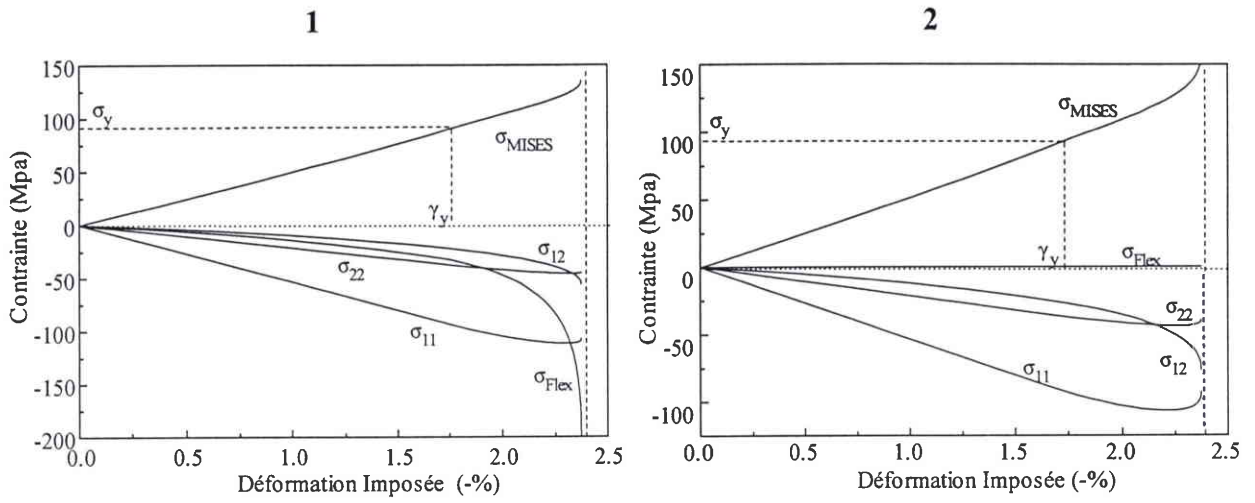 1
2
150
100
50
0
-50
-100
-150
-200
Contrainte (Mpa)
σy
σMISES
γy
σ12
σ22
σ11
σFlex
0.0 0.5 1.0 1.5 2.0 2.5
Déformation Imposée (-%)
150
100
50
0
-50
-100
Contrainte (Mpa)
σy
σMISES
γy
σFlex
σ22
σ12
σ11
0.0 0.5 1.0 1.5 2.0 2.5
Déformation Imposée (-%)